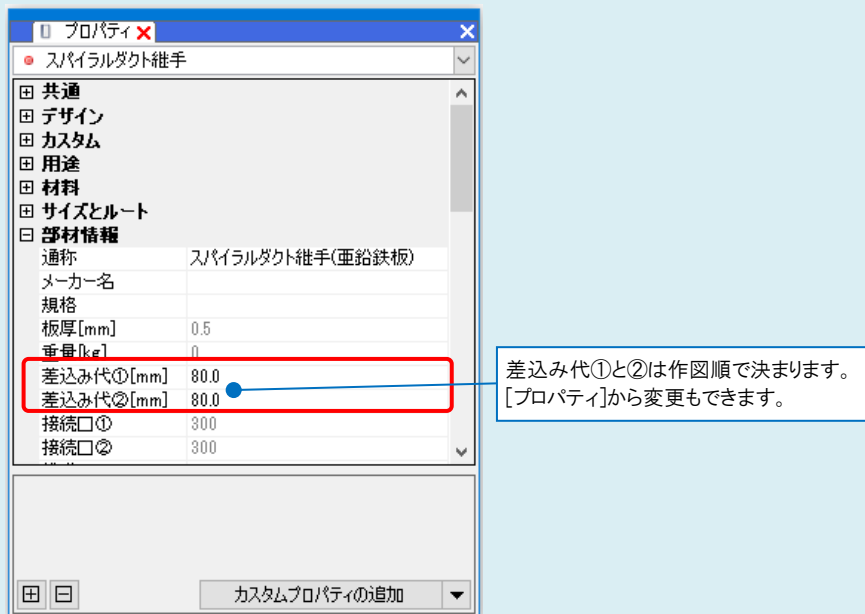 プロパティ
スパイラルダクト継手
共通
デザイン
カスタム
用途
材料
サイズとルート
部材情報
通称 スパイラルダクト継手(亜鉛鉄板)
メーカー名
規格
板厚[mm] 0.5
重量[kg] 0
差込み代①[mm] 80.0
差込み代②[mm] 80.0
接続口① 300
接続口② 300
差込み代①と②は作図順で決まります。
[プロパティ]から変更もできます。
カスタムプロパティの追加